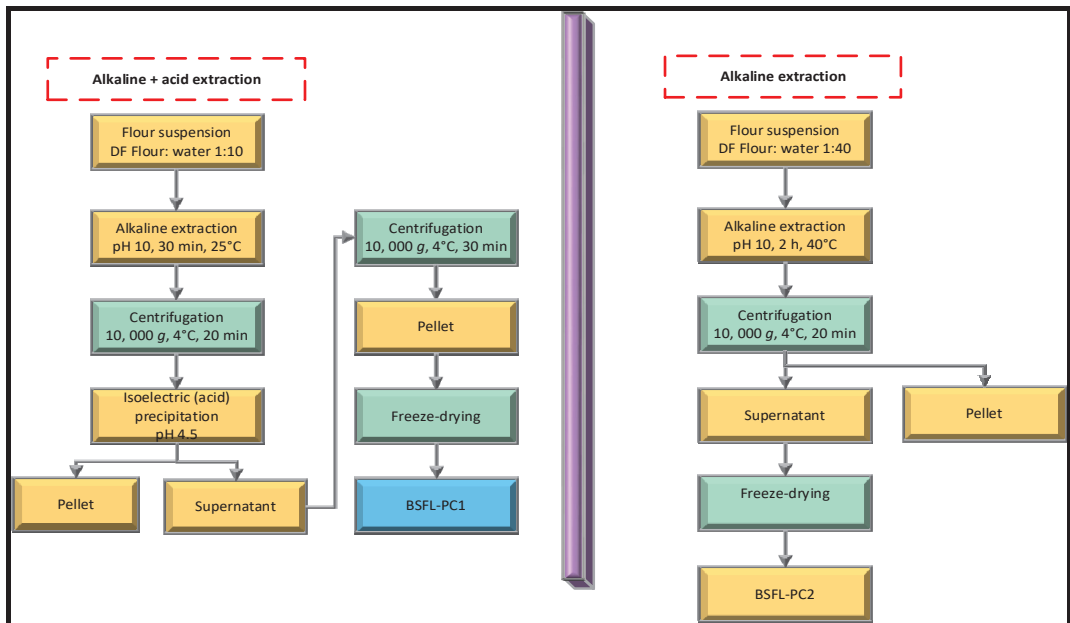 Alkaline + acid extraction
Flour suspension
DF Flour: water 1:10
Alkaline extraction
pH 10, 30 min, 25°C
Centrifugation
10, 000 g, 4°C, 20 min
Isoelectric (acid)
precipitation
pH 4.5
Pellet
Supernatant
Centrifugation
10, 000 g, 4°C, 30 min
Pellet
Freeze-drying
BSFL-PC1
Alkaline extraction
Flour suspension
DF Flour: water 1:40
Alkaline extraction
pH 10, 2 h, 40°C
Centrifugation
10, 000 g, 4°C, 20 min
Supernatant
Pellet
Freeze-drying
BSFL-PC2